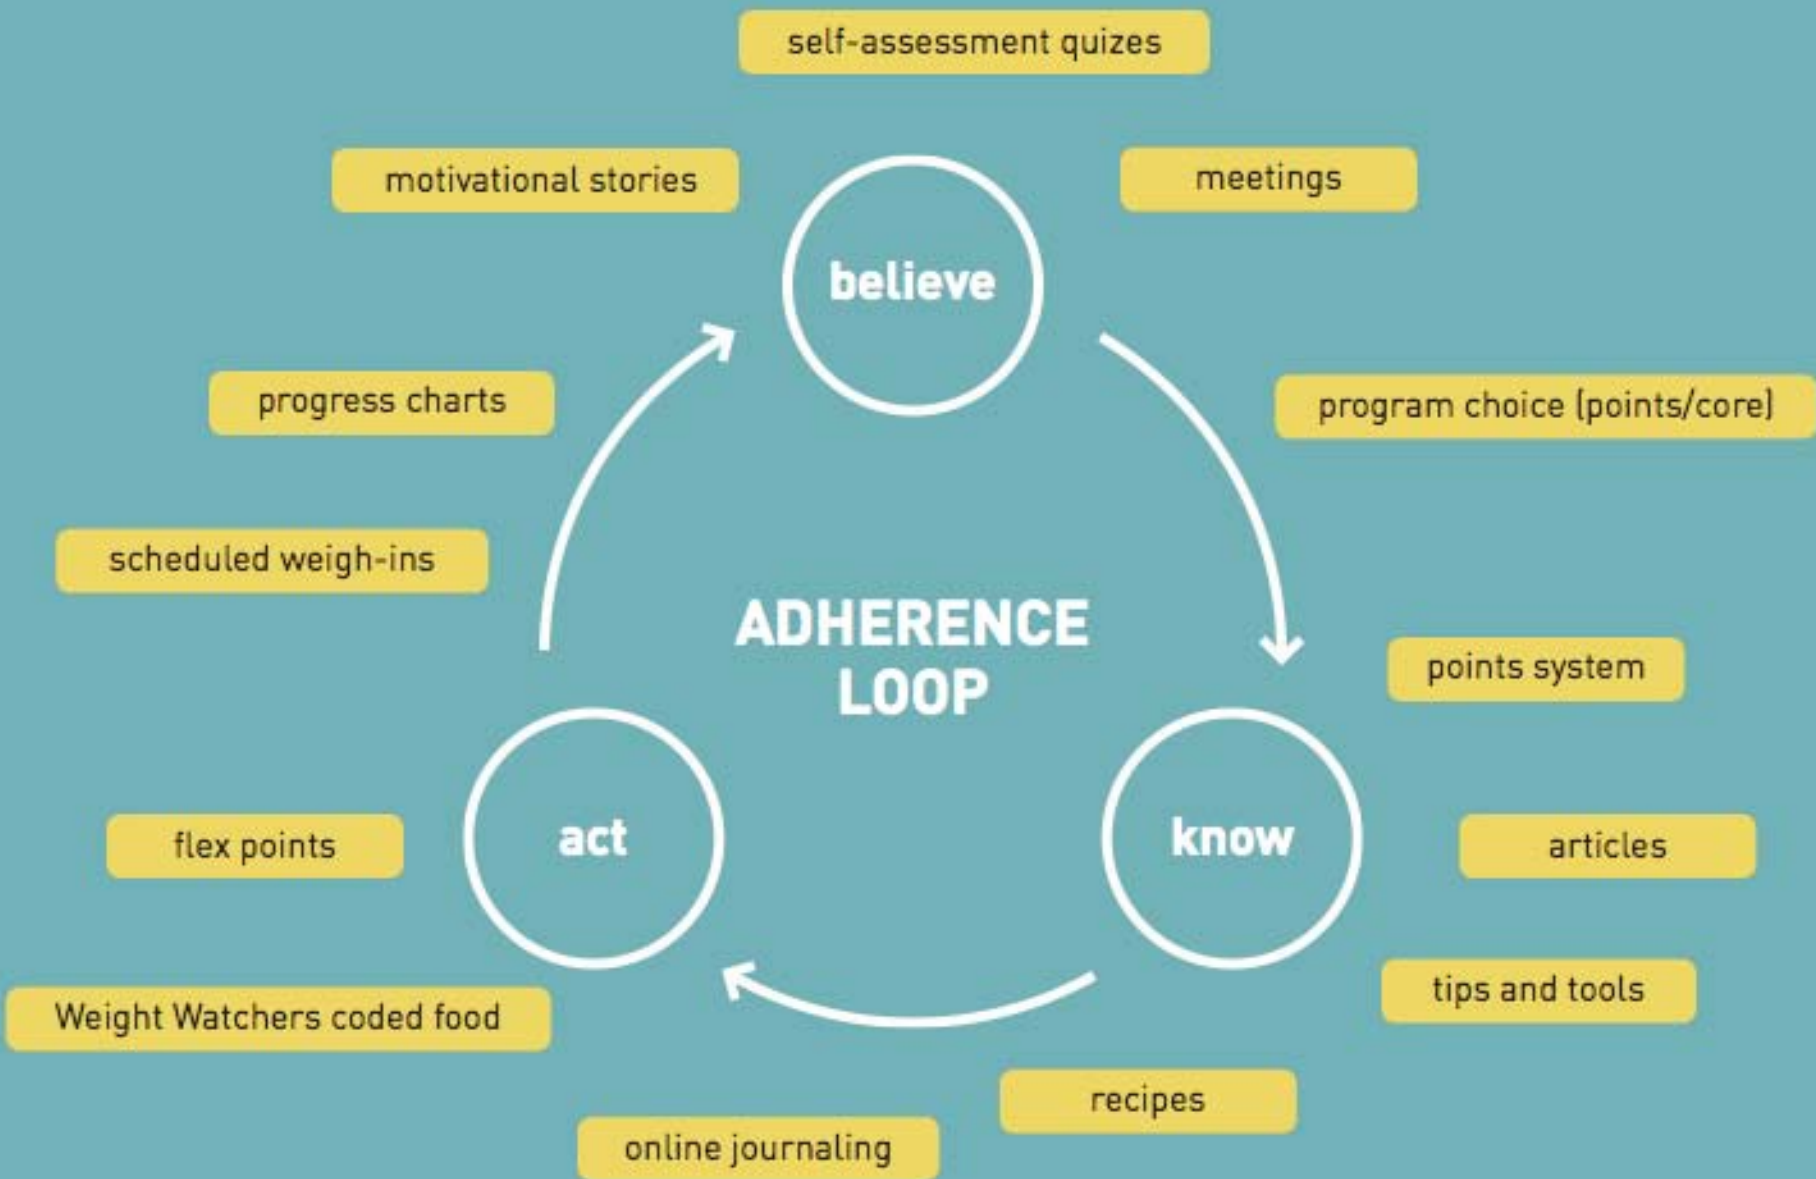 self-assessment quizes
motivational stories
meetings
believe
progress charts
program choice (points/core)
scheduled weigh-ins
ADHERENCE
LOOP
points system
flex points
act
know
articles
tips and tools
Weight Watchers coded food
recipes
online journaling